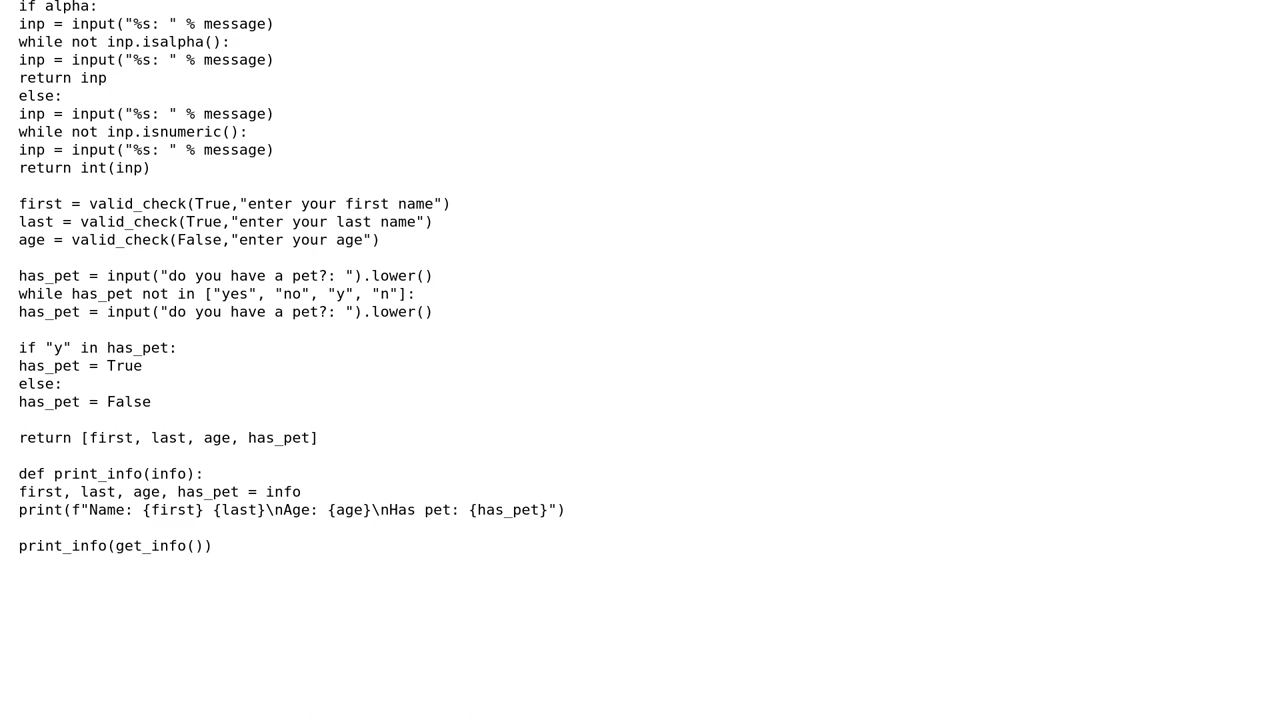 if alpha:
inp = input("%s: " % message)
while not inp.isalpha():
inp = input("%s: " % message)
return inp
else:
inp = input("%s: " % message)
while not inp.isnumeric():
inp = input("%s: " % message)
return int(inp)

first = valid_check(True,"enter your first name")
last = valid_check(True,"enter your last name")
age = valid_check(False,"enter your age")

has_pet = input("do you have a pet?: ").lower()
while has_pet not in ["yes", "no", "y", "n"]:
has_pet = input("do you have a pet?: ").lower()

if "y" in has_pet:
has_pet = True
else:
has_pet = False

return [first, last, age, has_pet]

def print_info(info):
first, last, age, has_pet = info
print(f"Name: {first} {last}\nAge: {age}\nHas pet: {has_pet}")

print_info(get_info())